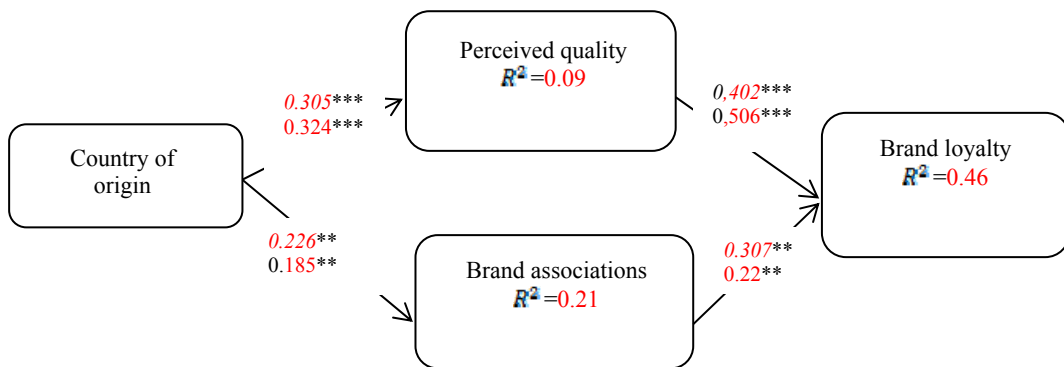 Perceived quality
R²=0.09
0.305***
0.324***
0,402***
0,506***
Country of
origin
Brand loyalty
R²=0.46
0.226**
0.185**
Brand associations
R²=0.21
0.307**
0.22**